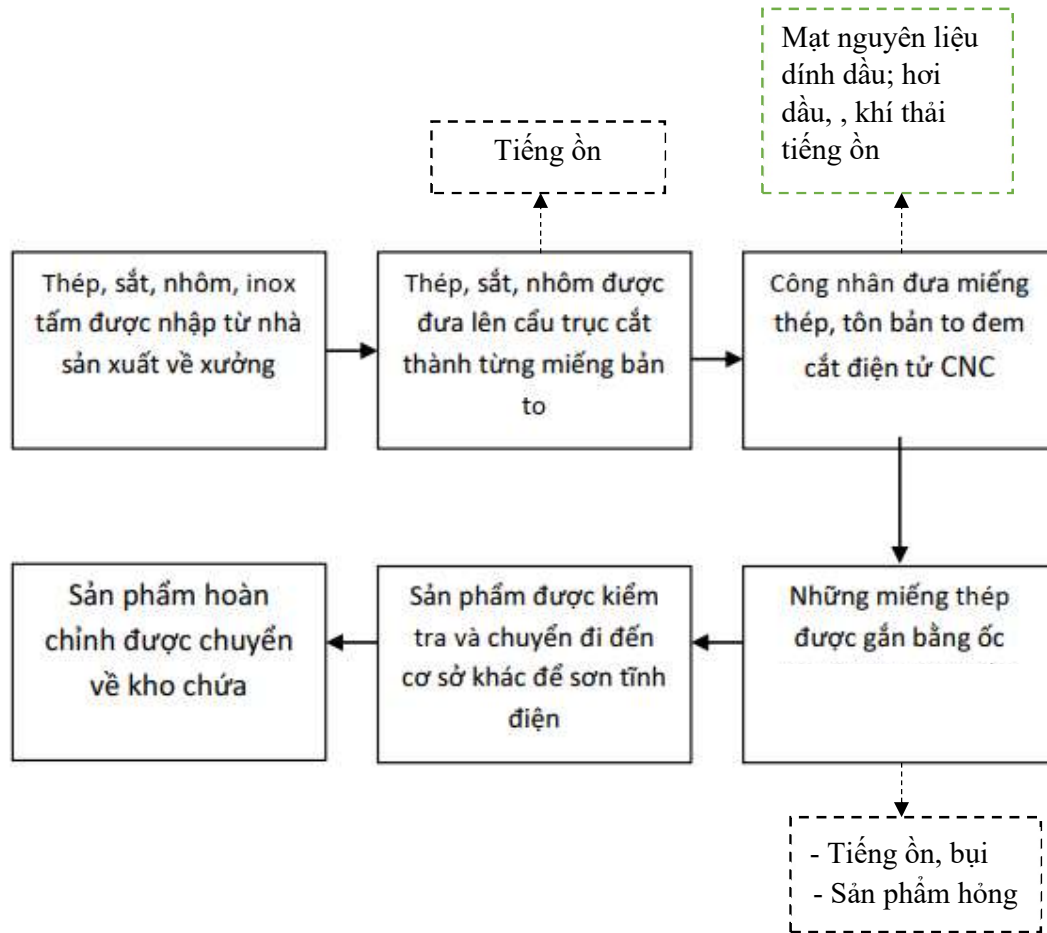 Mạt nguyên liệu
dính dầu; hơi
dầu, , khí thải
tiếng ồn
Tiếng ồn
Thép, sắt, nhôm, inox
tấm được nhập từ nhà
sản xuất về xưởng
Thép, sắt, nhôm được
đưa lên cẩu trục cắt
thành từng miếng bản
to
Công nhân đưa miếng
thép, tôn bản to đem
cắt điện tử CNC
Những miếng thép
được gắn bằng ốc
Sản phẩm được kiểm
tra và chuyển đi đến
cơ sở khác để sơn tĩnh
điện
Sản phẩm hoàn
chỉnh được chuyển
về kho chứa
- Tiếng ồn, bụi
- Sản phẩm hỏng